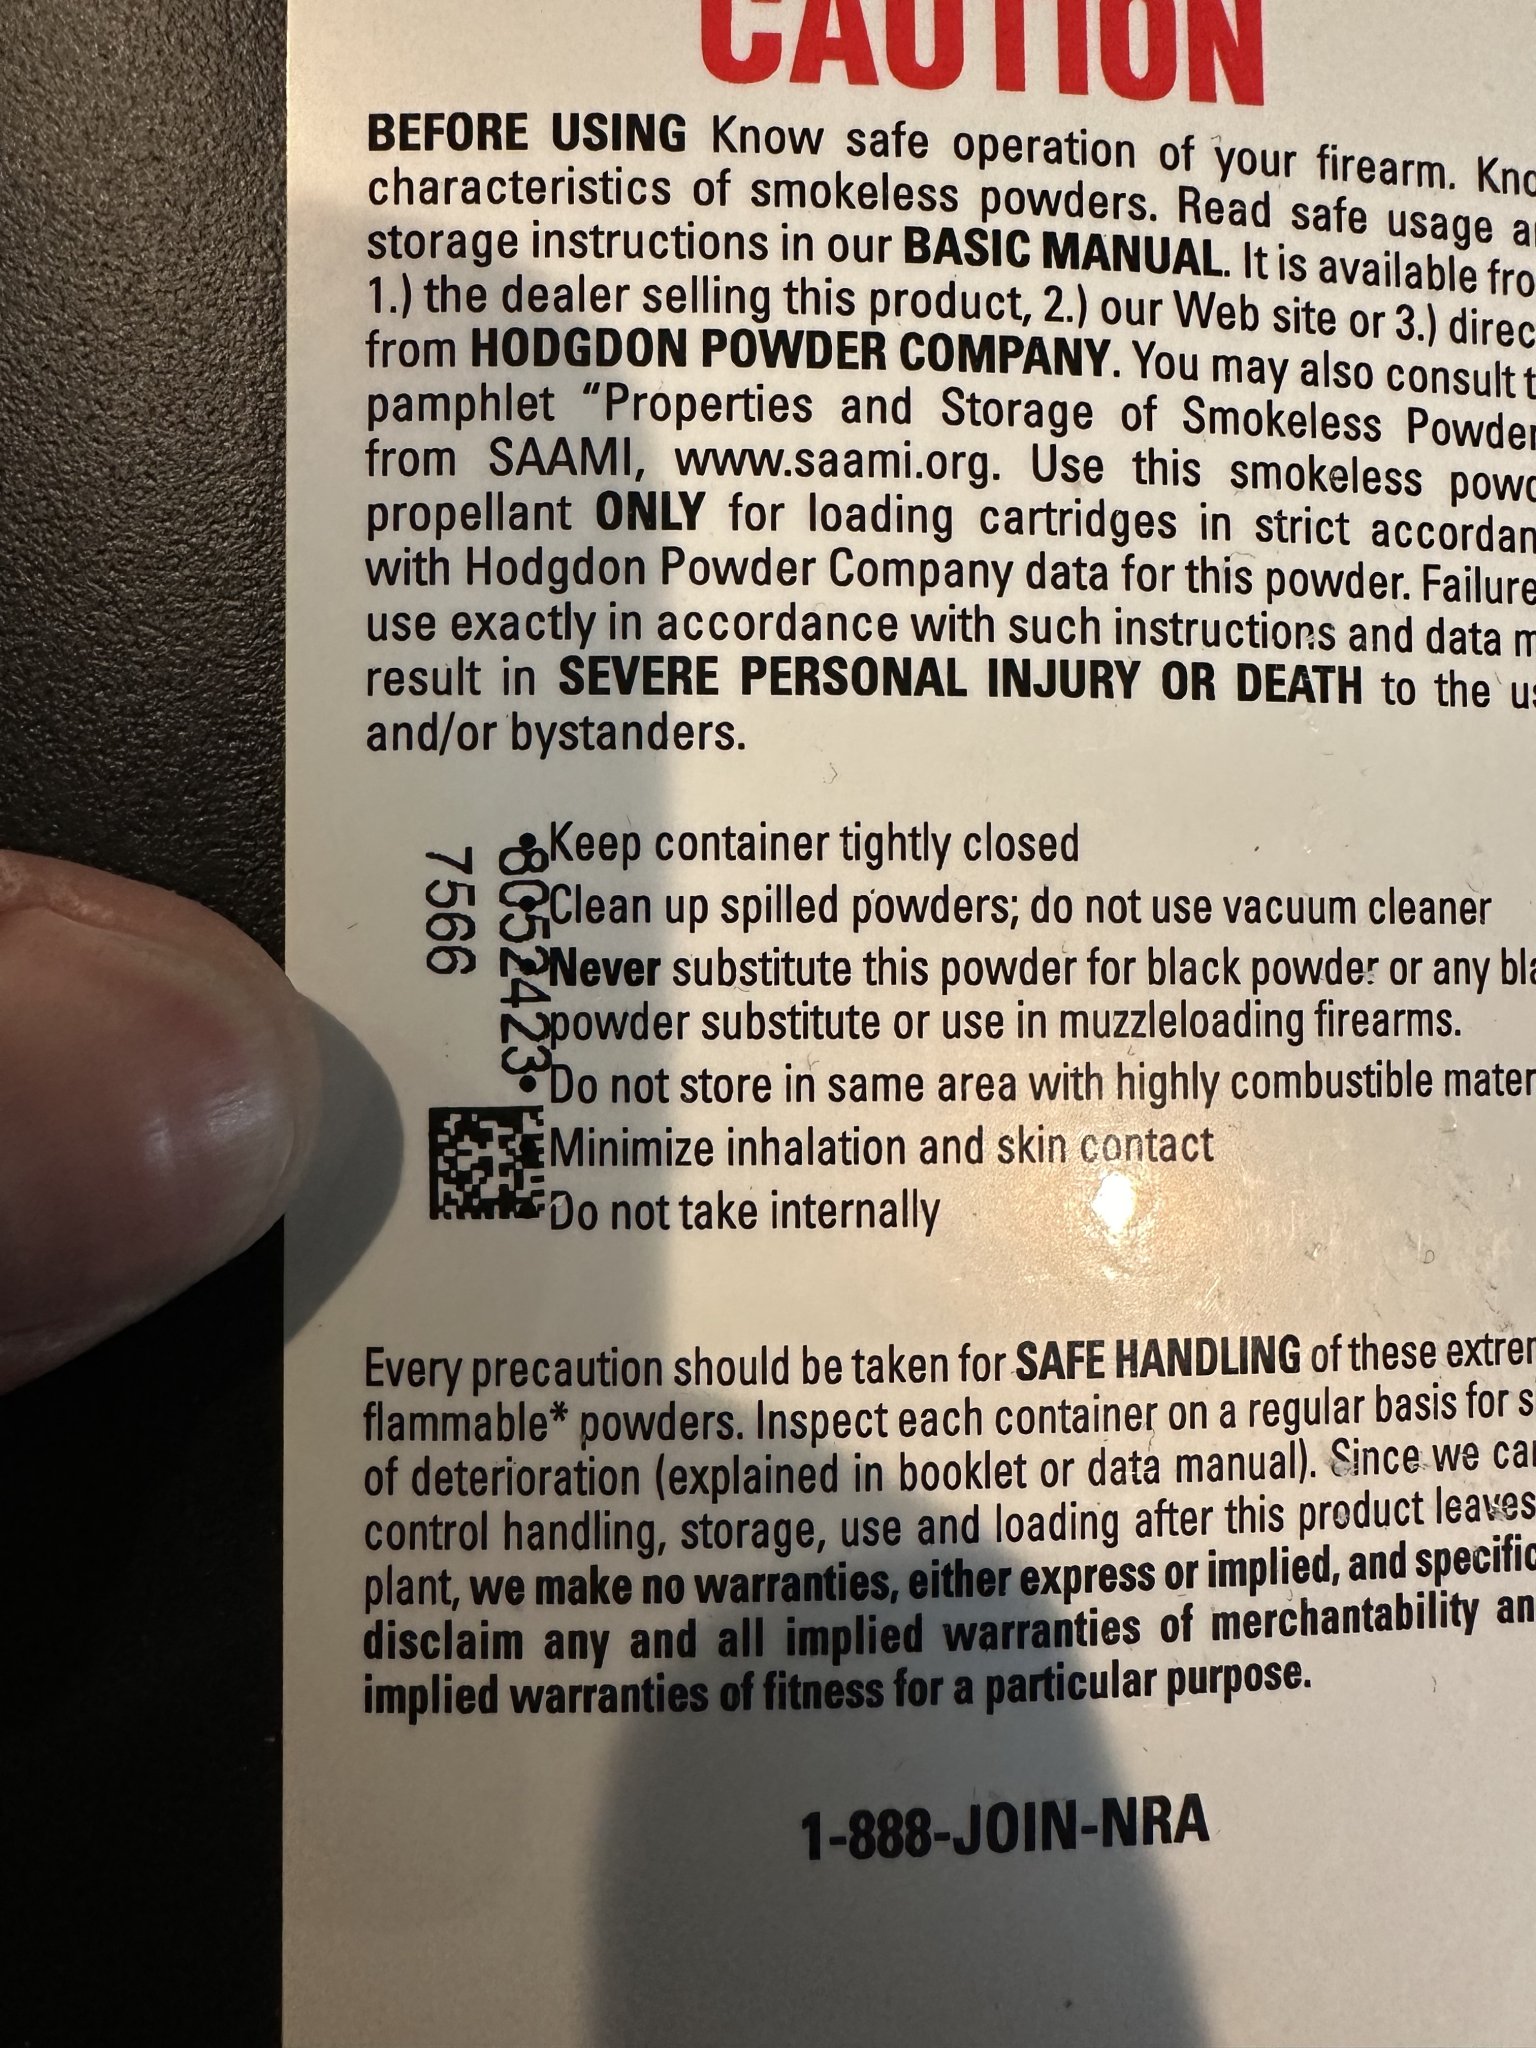 CAUTION
BEFORE USING Know safe operation of your firearm.
characteristics of smokeless powders. Read safe usage
storage instructions in our BASIC MANUAL. It is available
1.) the dealer selling this product, 2.) our Web site or 3.)
from HODGDON POWDER COMPANY. You may also consult
pamphlet “Properties and Storage of Smokeless
from SAAMI, www.saami.org. Use this smokeless
propellant ONLY for loading cartridges in strict
with Hodgdon Powder Company data for this powder. Failure
use exactly in accordance with such instructions and data
result in SEVERE PERSONAL INJURY OR DEATH to the
and/or bystanders.
•Keep container tightly closed
•Clean up spilled powders; do not use vacuum cleaner
•Never substitute this powder for black powder or any
powder substitute or use in muzzleloading firearms.
•Do not store in same area with highly combustible
•Minimize inhalation and skin contact
•Do not take internally
8052423
7566
Every precaution should be taken for SAFE HANDLING of these
flammable* powders. Inspect each container on a regular basis for
of deterioration (explained in booklet or data manual). Since we
control handling, storage, use and loading after this product leaves
plant, we make no warranties, either express or implied, and
disclaim any and all implied warranties of merchantability
implied warranties of fitness for a particular purpose.
1-888-JOIN-NRA